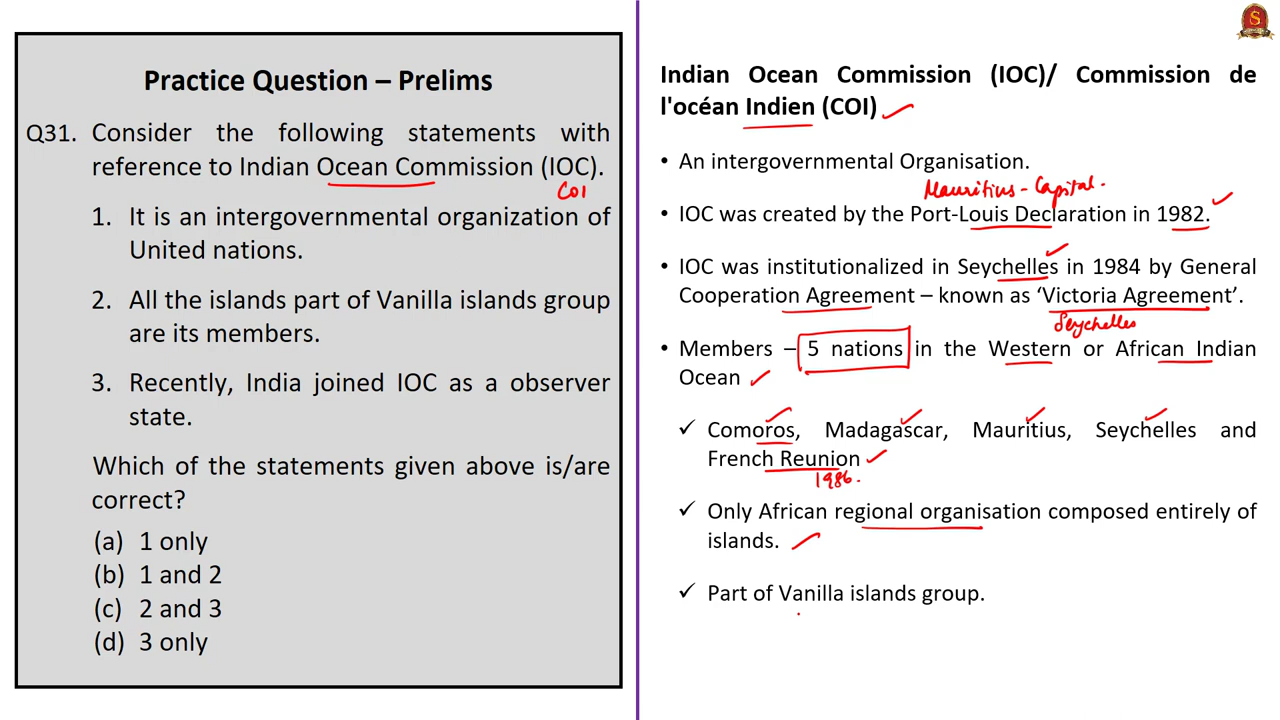 Practice Question – Prelims
Q31. Consider the following statements with
reference to Indian Ocean Commission (IOC).
COI
1. It is an intergovernmental organization of
United nations.
2. All the islands part of Vanilla islands group
are its members.
3. Recently, India joined IOC as a observer
state.
Which of the statements given above is/are
correct?
(a) 1 only
(b) 1 and 2
(c) 2 and 3
(d) 3 only
Indian Ocean Commission (IOC)/ Commission de
l'océan Indien (COI)
• An intergovernmental Organisation.
Mauritius - Capital.
• IOC was created by the Port-Louis Declaration in 1982.
• IOC was institutionalized in Seychelles in 1984 by General
Cooperation Agreement – known as ‘Victoria Agreement’.
Seychelles
• Members – 5 nations in the Western or African Indian
Ocean
✓ Comoros, Madagascar, Mauritius, Seychelles and
French Reunion
1986.
✓ Only African regional organisation composed entirely of
islands.
✓ Part of Vanilla islands group.